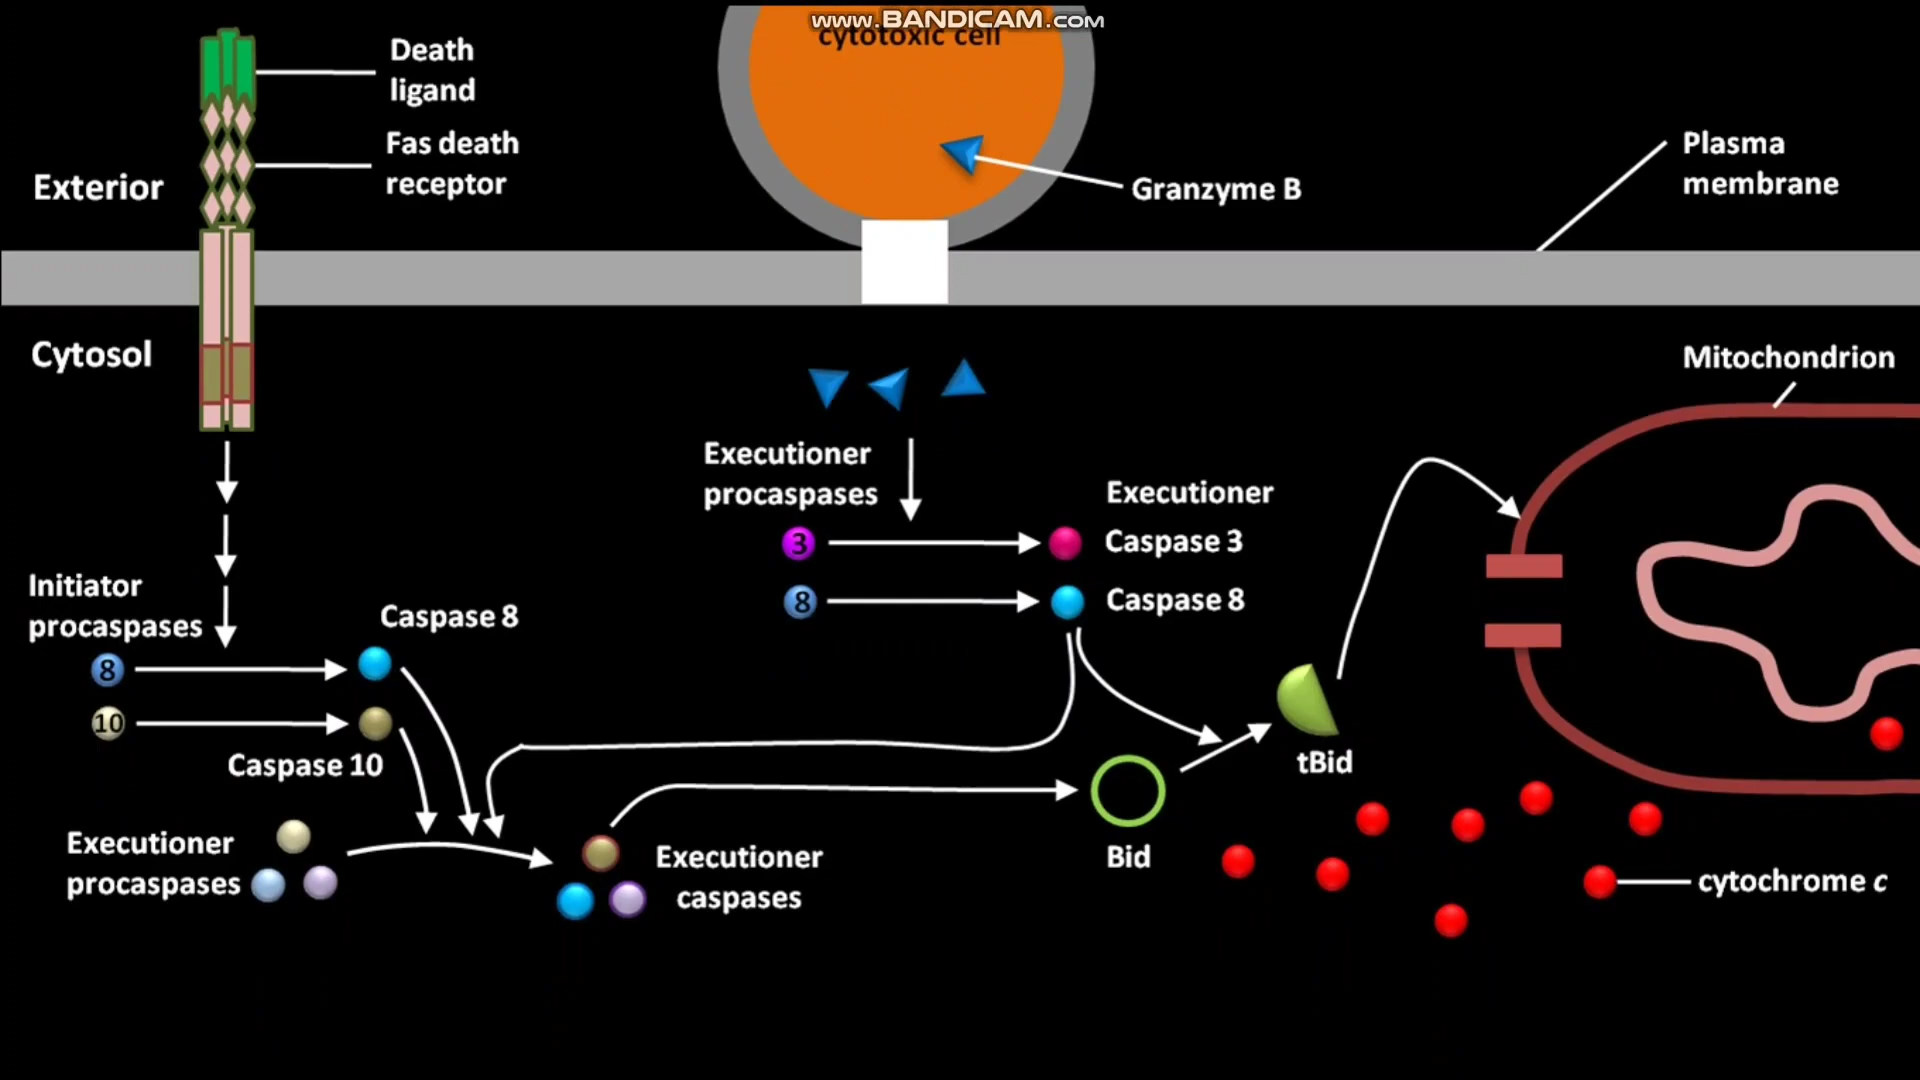 www.BANDICAM.com
cytotoxic cell
Death
ligand
Fas death
receptor
Exterior
Granzyme B
Plasma
membrane
Cytosol
Mitochondrion
Executioner
procaspases
Executioner
3
Caspase 3
8
Caspase 8
Initiator
procaspases
Caspase 8
8
10
Caspase 10
tBid
Executioner
procaspases
Executioner
caspases
Bid
cytochrome c